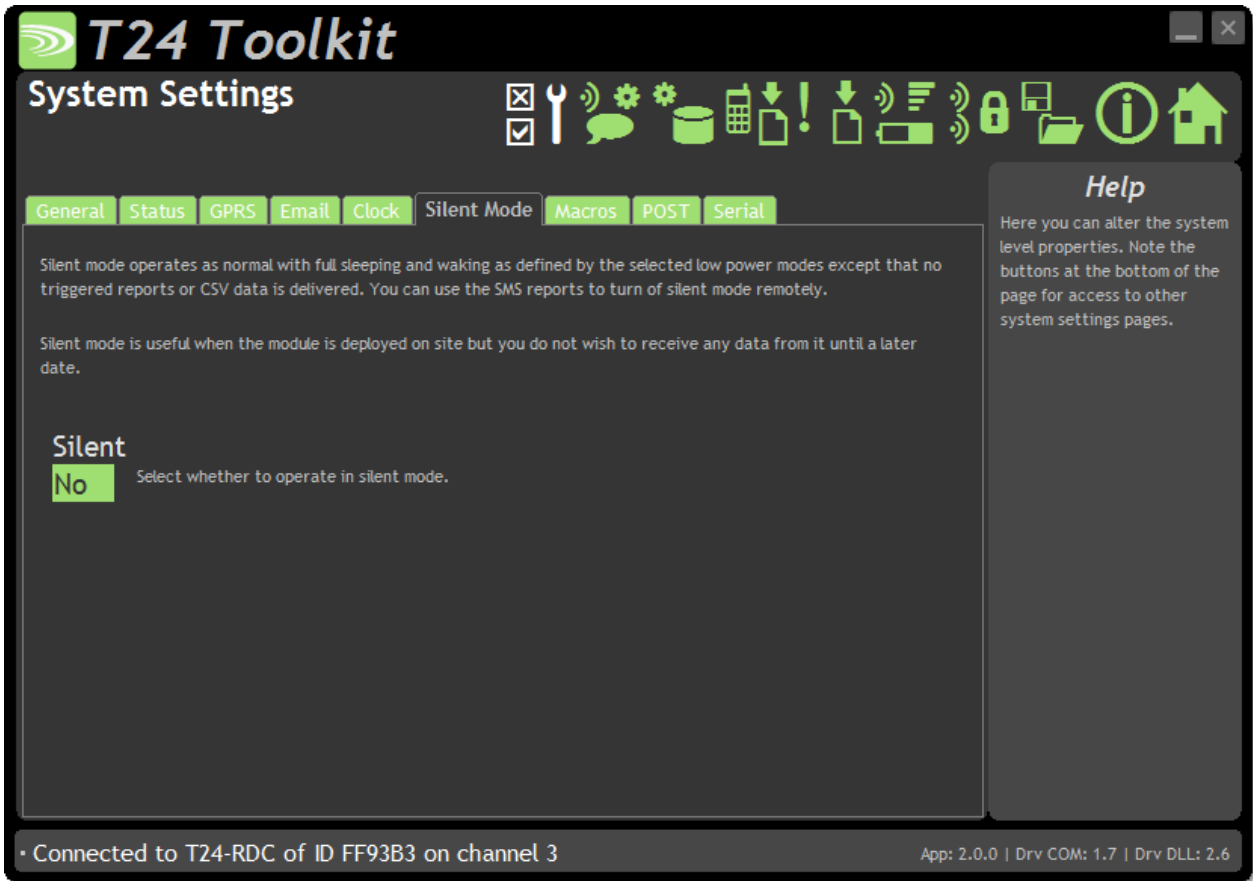 T24 Toolkit
System Settings
General Status GPRS Email Clock Silent Mode Macros POST Serial
Silent mode operates as normal with full sleeping and waking as defined by the selected low power modes except that no
triggered reports or CSV data is delivered. You can use the SMS reports to turn of silent mode remotely.
Silent mode is useful when the module is deployed on site but you do not wish to receive any data from it until a later
date.
Silent
No Select whether to operate in silent mode.
Help
Here you can alter the system
level properties. Note the
buttons at the bottom of the
page for access to other
system settings pages.
Connected to T24-RDC of ID FF93B3 on channel 3
App: 2.0.0 | Drv COM: 1.7 | Drv DLL: 2.6